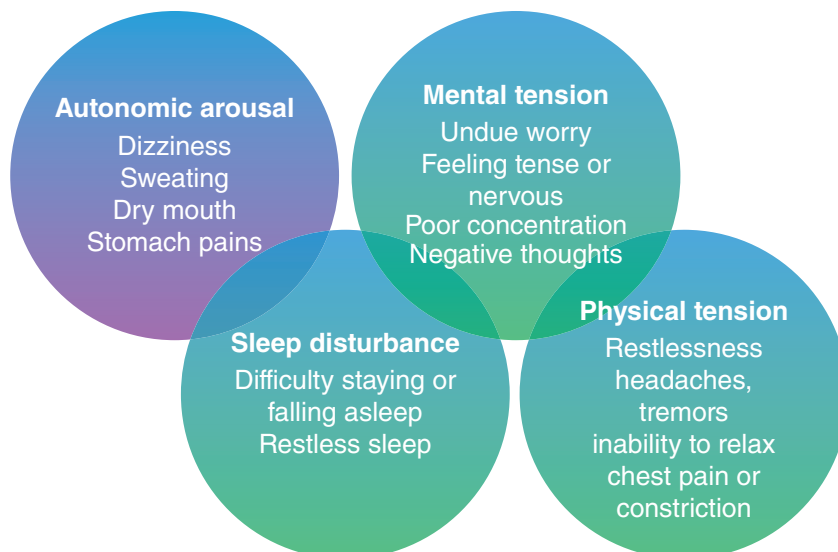 Autonomic arousal
Dizziness
Sweating
Dry mouth
Stomach pains
Mental tension
Undue worry
Feeling tense or
nervous
Poor concentration
Negative thoughts
Sleep disturbance
Difficulty staying or
falling asleep
Restless sleep
Physical tension
Restlessness
headaches,
tremors
inability to relax
chest pain or
constriction